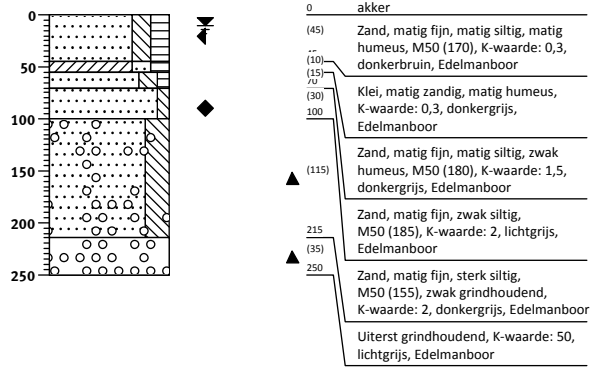 0
50
100
150
200
250
0
akker
(45)
Zand, matig fijn, matig siltig, matig
humeus, M50 (170), K-waarde: 0,3,
donkerbruin, Edelmanboor
(10)
(15)
70
Klei, matig zandig, matig humeus,
K-waarde: 0,3, donkergrijs,
Edelmanboor
(30)
100
Zand, matig fijn, matig siltig, zwak
humeus, M50 (180), K-waarde: 1,5,
donkergrijs, Edelmanboor
(115)
Zand, matig fijn, zwak siltig,
M50 (185), K-waarde: 2, lichtgrijs,
Edelmanboor
215
(35)
250
Zand, matig fijn, sterk siltig,
M50 (155), zwak grindhoudend,
K-waarde: 2, donkergrijs, Edelmanboor
Uiterst grindhoudend, K-waarde: 50,
lichtgrijs, Edelmanboor